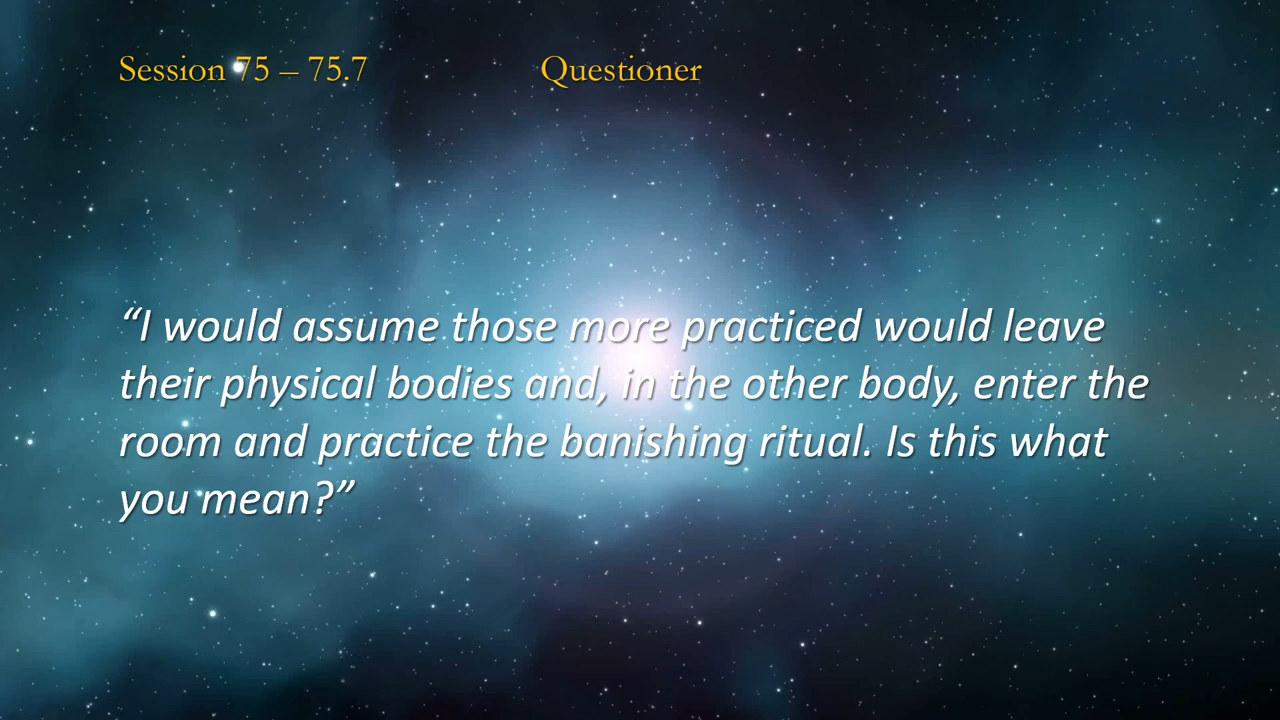 Session 75 – 75.7 Questioner
“I would assume those more practiced would leave
their physical bodies and, in the other body, enter the
room and practice the banishing ritual. Is this what
you mean?”